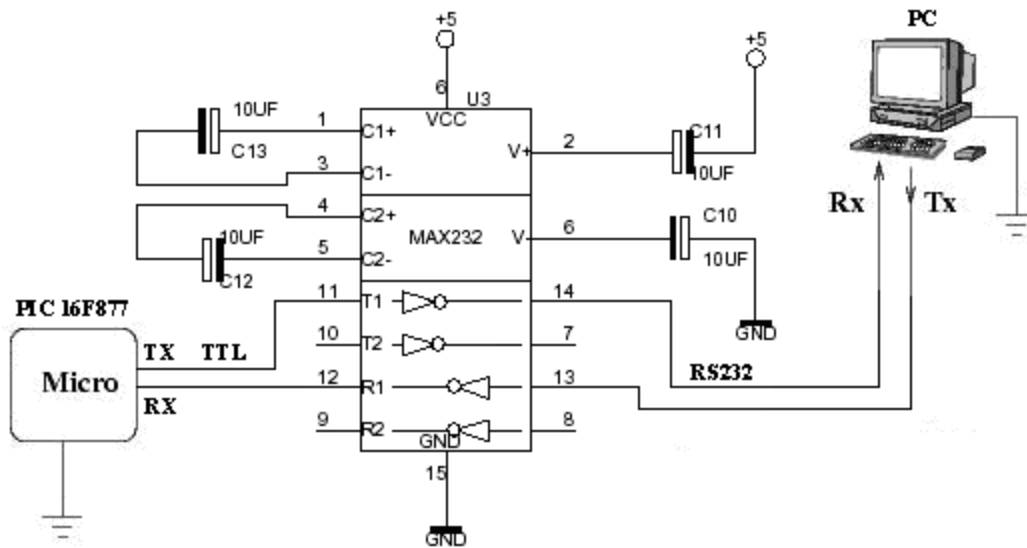 PC
+5
+5
6
U3
VCC
10UF
1
C1+
C13
3
C1-
V+
2
C11
10UF
4
C2+
10UF
5
C2-
C12
MAX232
V-
6
C10
10UF
Rx
Tx
PIC 16F877
11
T1
14
GND
TX
TTL
10
T2
7
Micro
12
R1
13
RS232
RX
9
R2
8
GND
15
GND